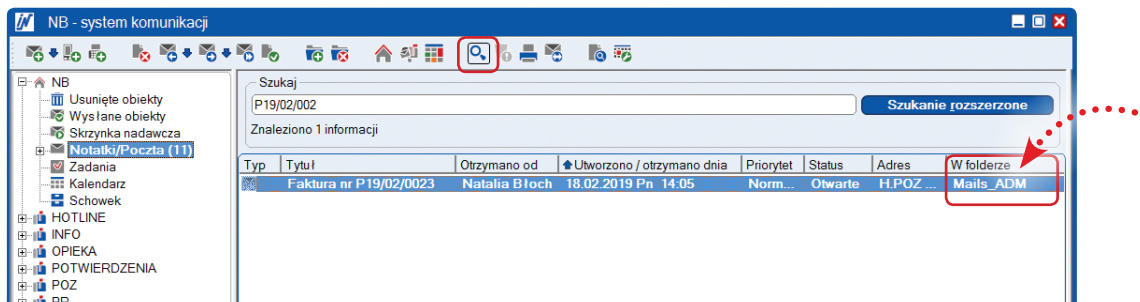 NB - system komunikacji
NB
Usunięte obiekty
Wysłane obiekty
Skrzynka nadawcza
Notatki/Poczta (11)
Zadania
Kalendarz
Schowek
HOTLINE
INFO
OPIEKA
POTWIERDZENIA
POZ
PR
Szukaj
P19/02/002
Szukanie rozszerzone
Znaleziono 1 informacji
Typ Tytuł Otrzymano od Utworzono / otrzymano dnia Priorytet Status Adres W folderze
Faktura nr P19/02/0023 Natalia Błoch 18.02.2019 Pn 14:05 Norm... Otwarte H.POZ ... Mails_ADM